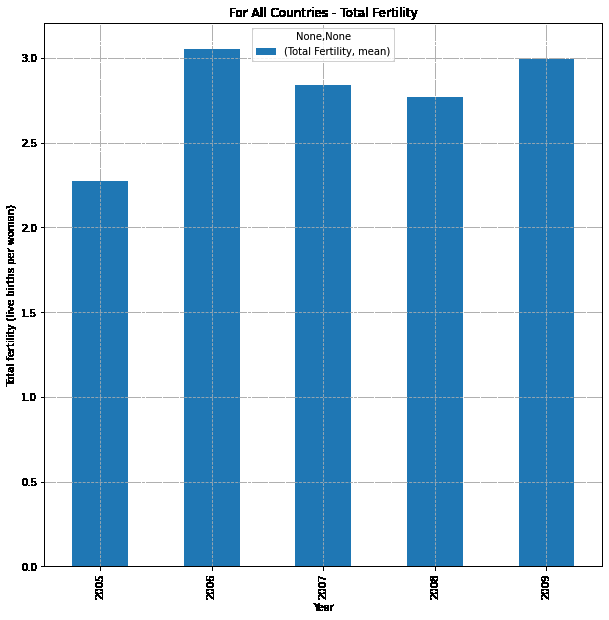 For All Countries - Total Fertility
None,None
(Total Fertility, mean)
Total fertility (live births per woman)
3.0
2.5
2.0
1.5
1.0
0.5
0.0
2005
2006
2007
2008
2009
Year